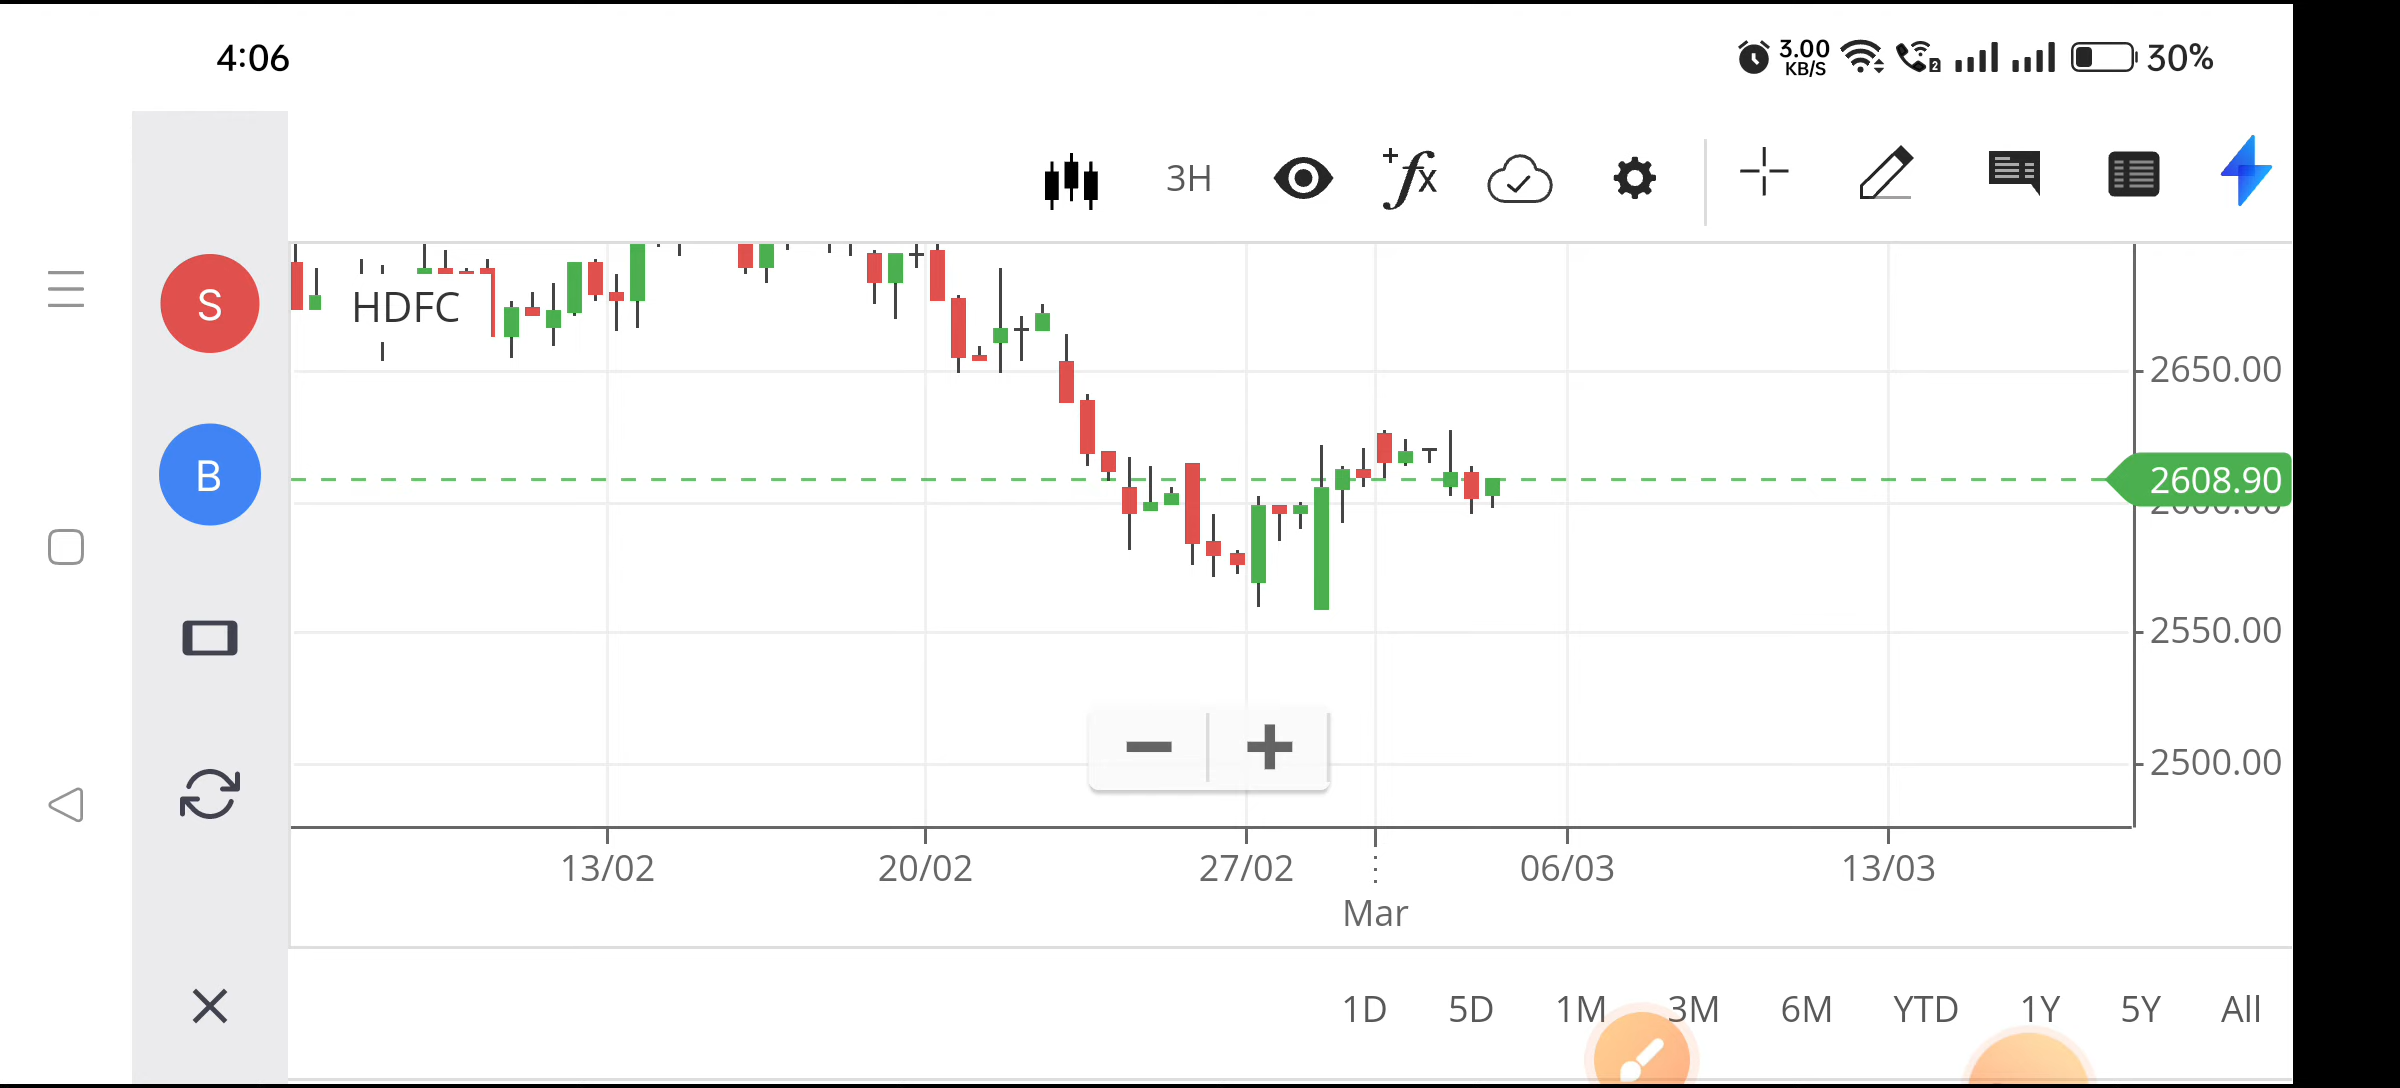 4:06
3.00
KB/S
2
30%
3H
+fx
S
HDFC
2650.00
B
2608.90
2550.00
2500.00
13/02 20/02 27/02 06/03 13/03
Mar
1D 5D 1M 3M 6M YTD 1Y 5Y All